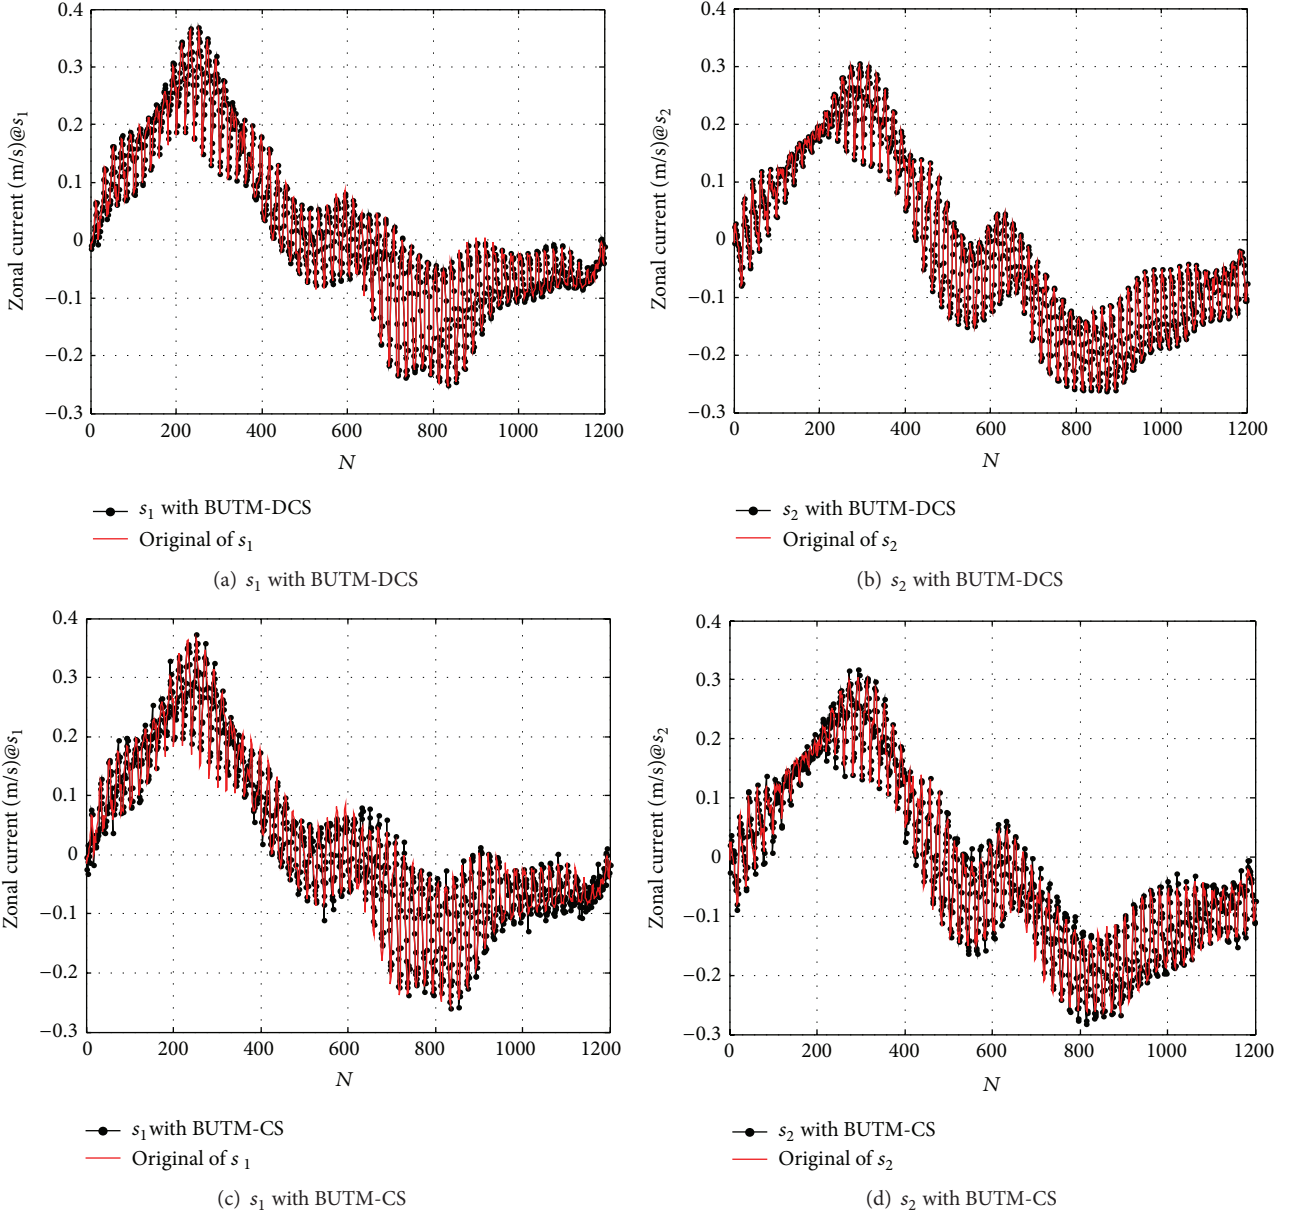 0.4
0.3
0.2
0.1
0
−0.1
−0.2
−0.3
Zonal current (m/s)@s1
0 200 400 600 800 1000 1200
N
s1 with BUTM-DCS
Original of s1
(a) s1 with BUTM-DCS
0.4
0.3
0.2
0.1
0
−0.1
−0.2
−0.3
Zonal current (m/s)@s2
0 200 400 600 800 1000 1200
N
s2 with BUTM-DCS
Original of s2
(b) s2 with BUTM-DCS
0.4
0.3
0.2
0.1
0
−0.1
−0.2
−0.3
Zonal current (m/s)@s1
0 200 400 600 800 1000 1200
N
s1with BUTM-CS
Original of s 1
(c) s1 with BUTM-CS
0.4
0.3
0.2
0.1
0
−0.1
−0.2
−0.3
Zonal current (m/s)@s2
0 200 400 600 800 1000 1200
N
s2 with BUTM-CS
Original of s2
(d) s2 with BUTM-CS